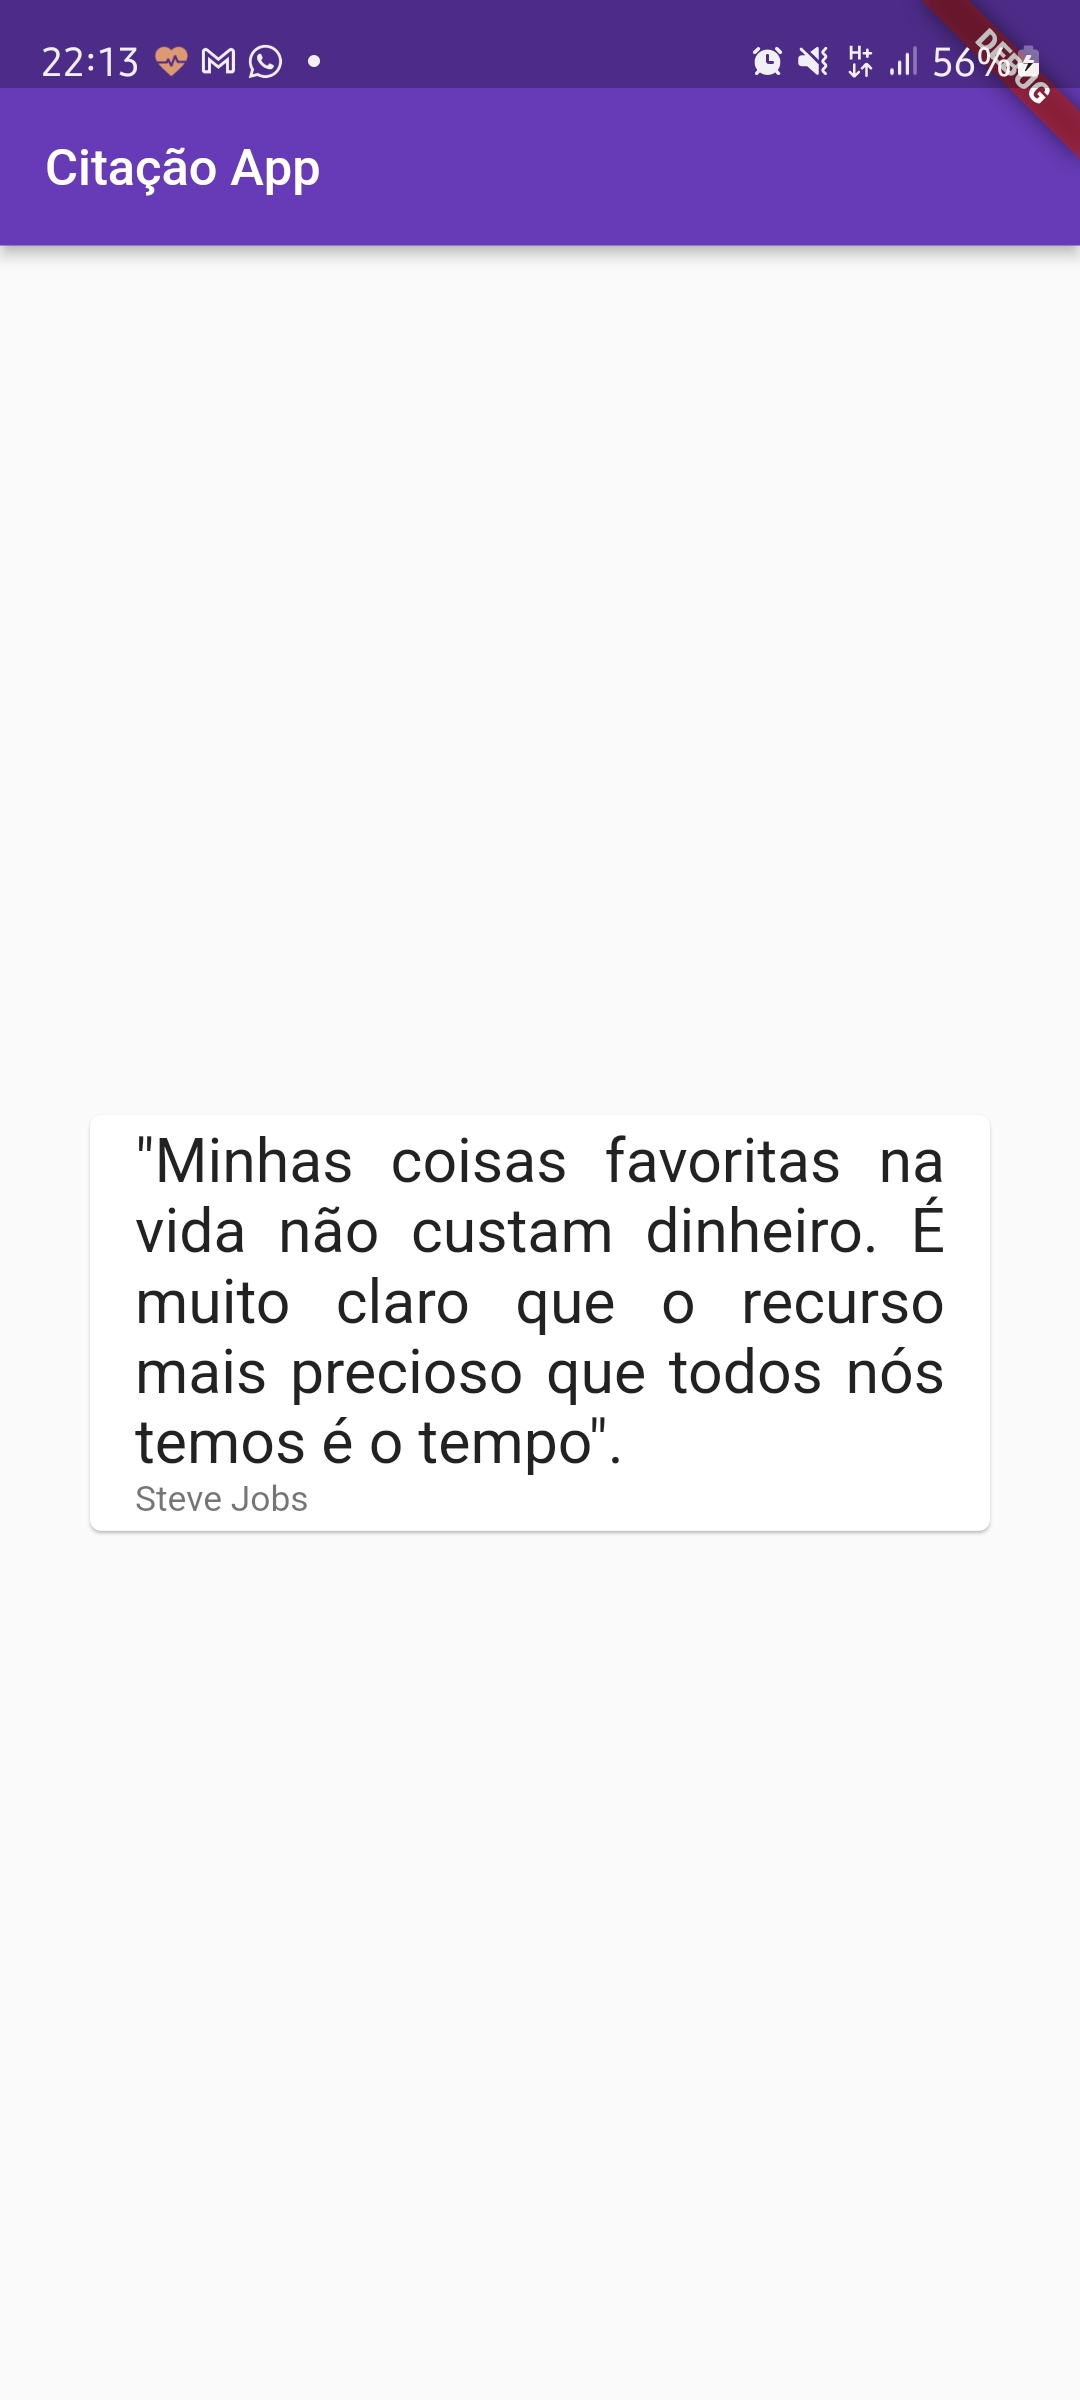 22:13 H+ 56%
DEBUG
Citação App
"Minhas coisas favoritas na
vida não custam dinheiro. É
muito claro que o recurso
mais precioso que todos nós
temos é o tempo".
Steve Jobs